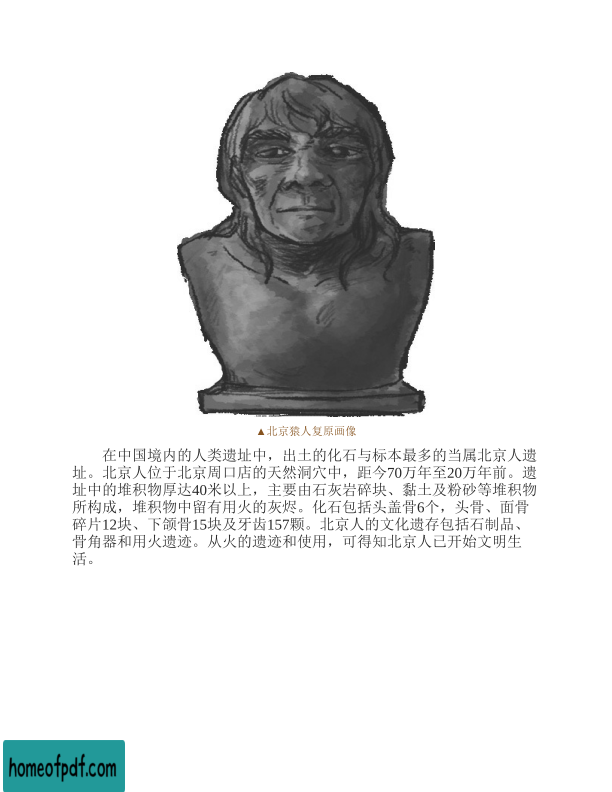 ▲北京猿人复原画像
在中国境内的人类遗址中，出土的化石与标本最多的当属北京人遗
址。北京人位于北京周口店的天然洞穴中，距今70万年至20万年前。遗
址中的堆积物厚达40米以上，主要由石灰岩碎块、黏土及粉砂等堆积物
所构成，堆积物中留有用火的灰烬。化石包括头盖骨6个，头骨、面骨
碎片12块、下颌骨15块及牙齿157颗。北京人的文化遗存包括石制品、
骨角器和用火遗迹。从火的遗迹和使用，可得知北京人已开始文明生
活。
homeofpdf.com